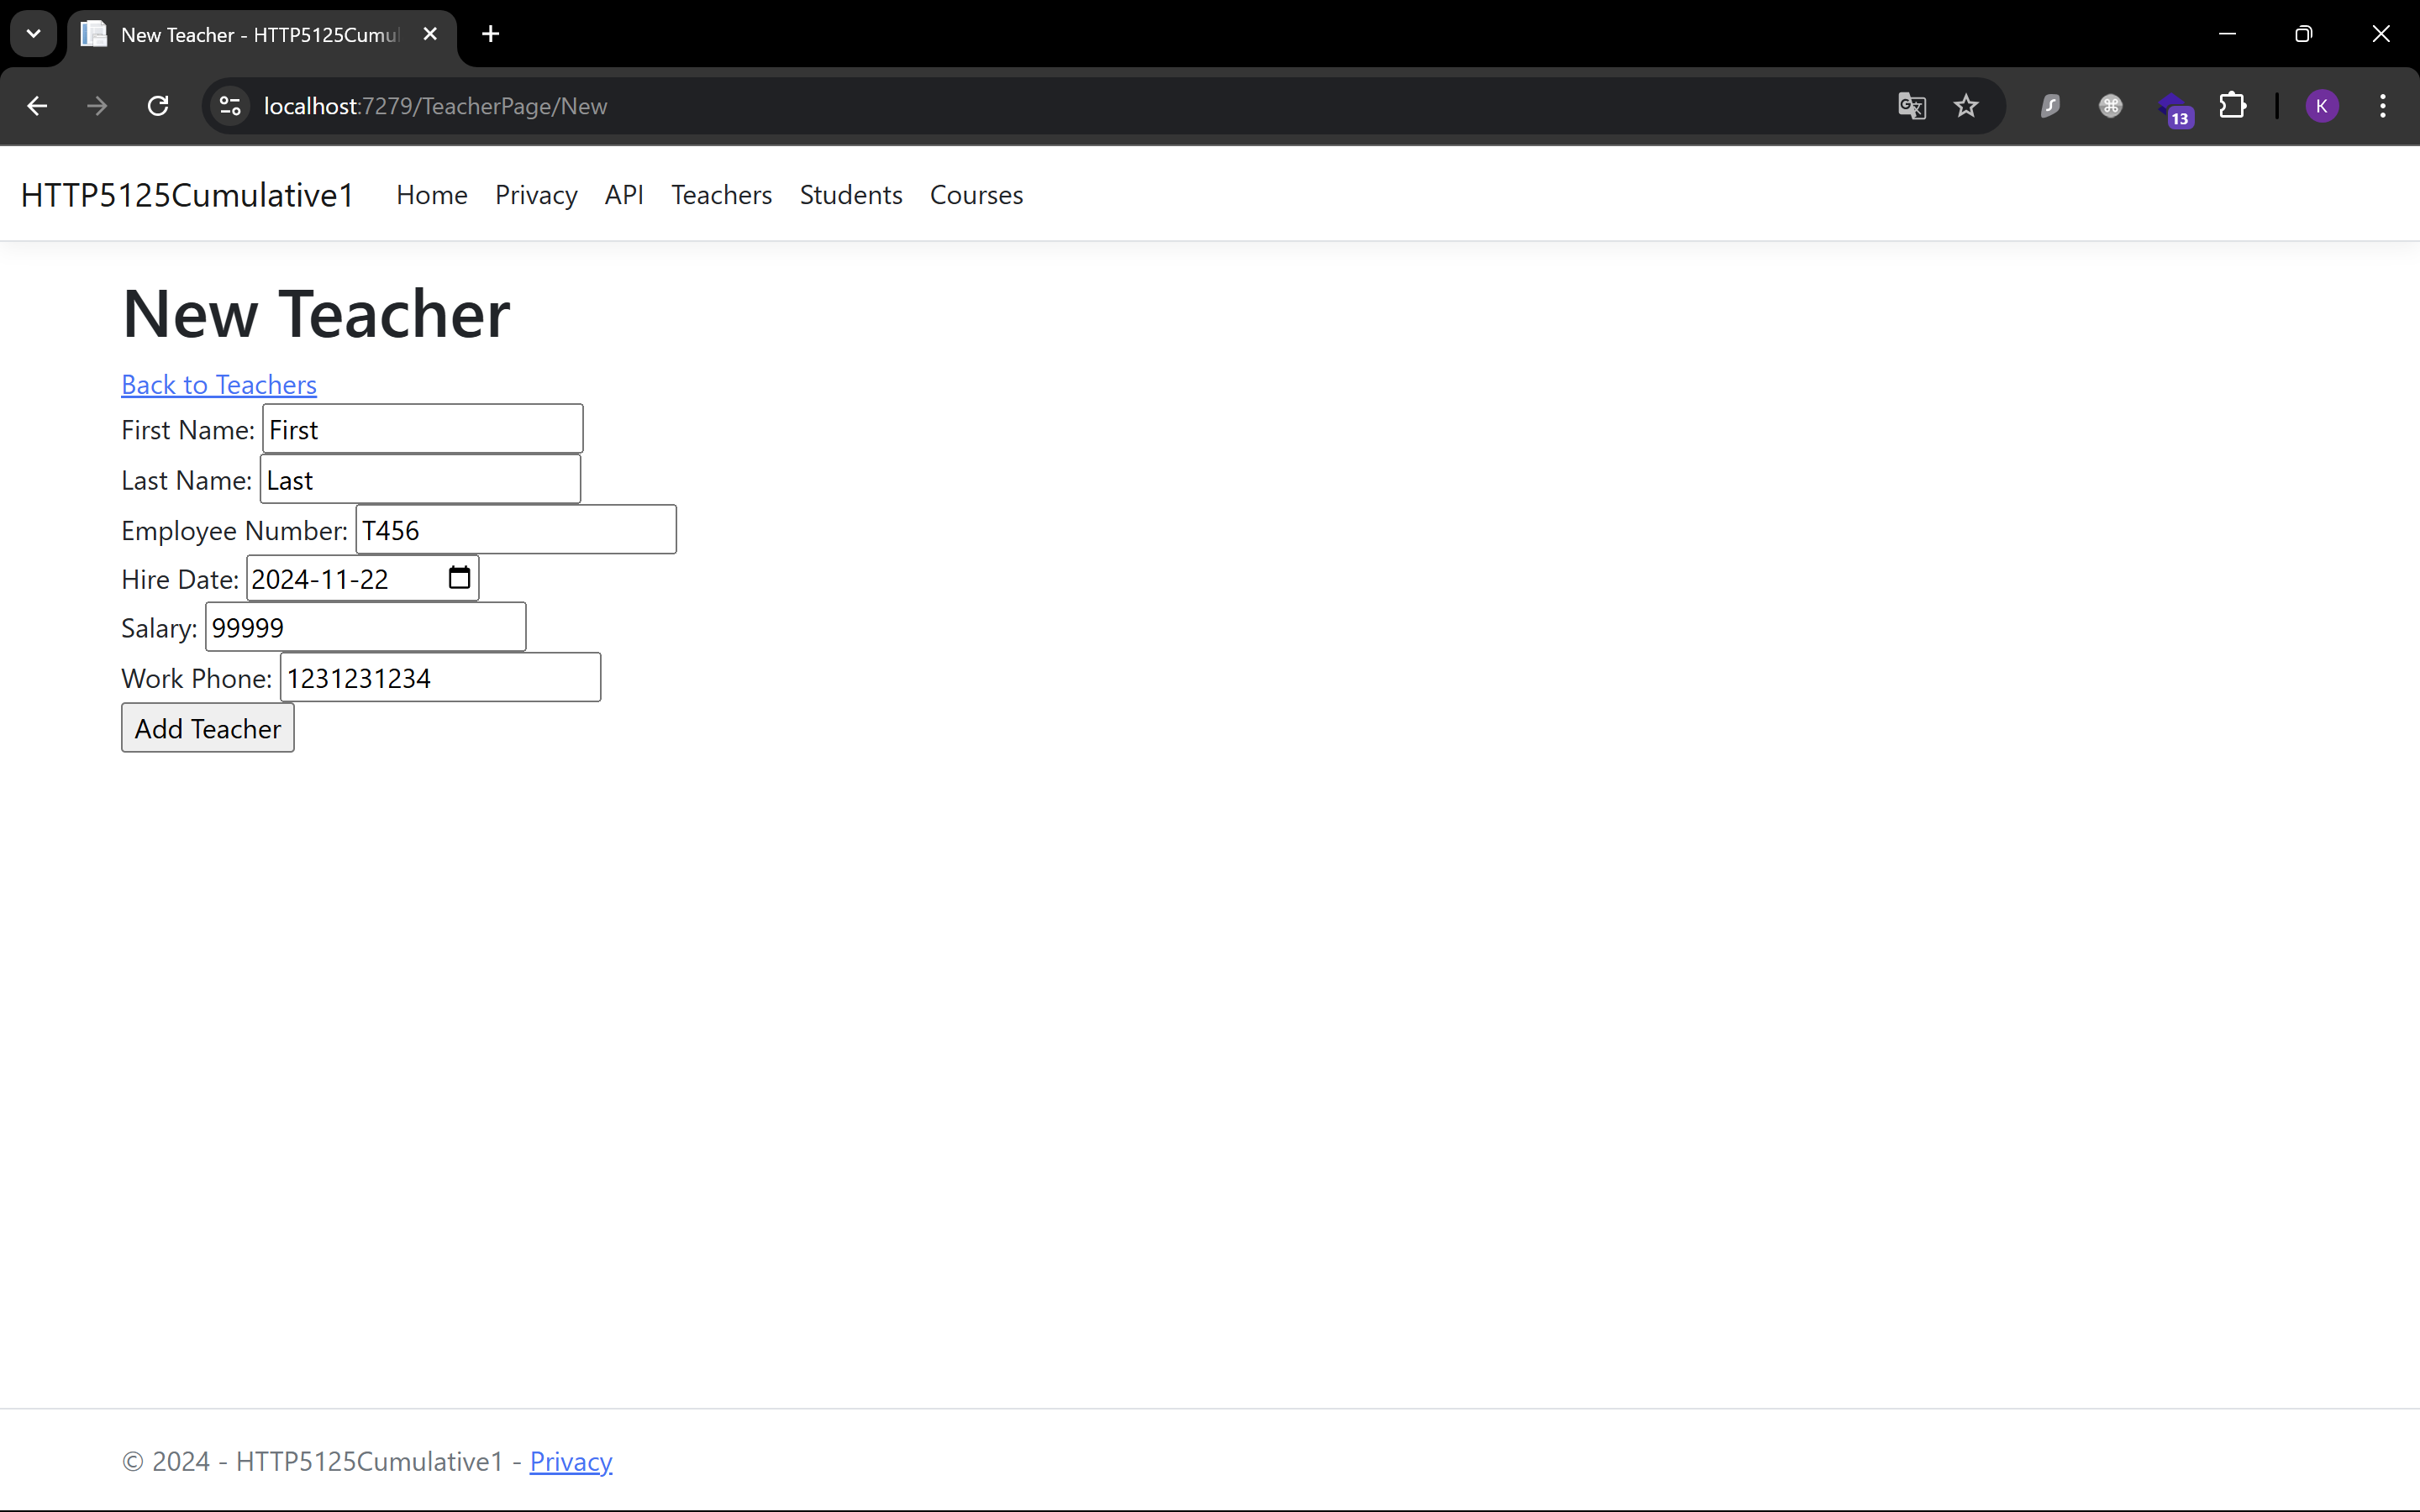 New Teacher - HTTP5125Cumul
localhost:7279/TeacherPage/New
13
K
HTTP5125Cumulative1 Home Privacy API Teachers Students Courses
New Teacher
Back to Teachers
First Name: First
Last Name: Last
Employee Number: T456
Hire Date: 2024-11-22
Salary: 99999
Work Phone: 1231231234
Add Teacher
© 2024 - HTTP5125Cumulative1 - Privacy